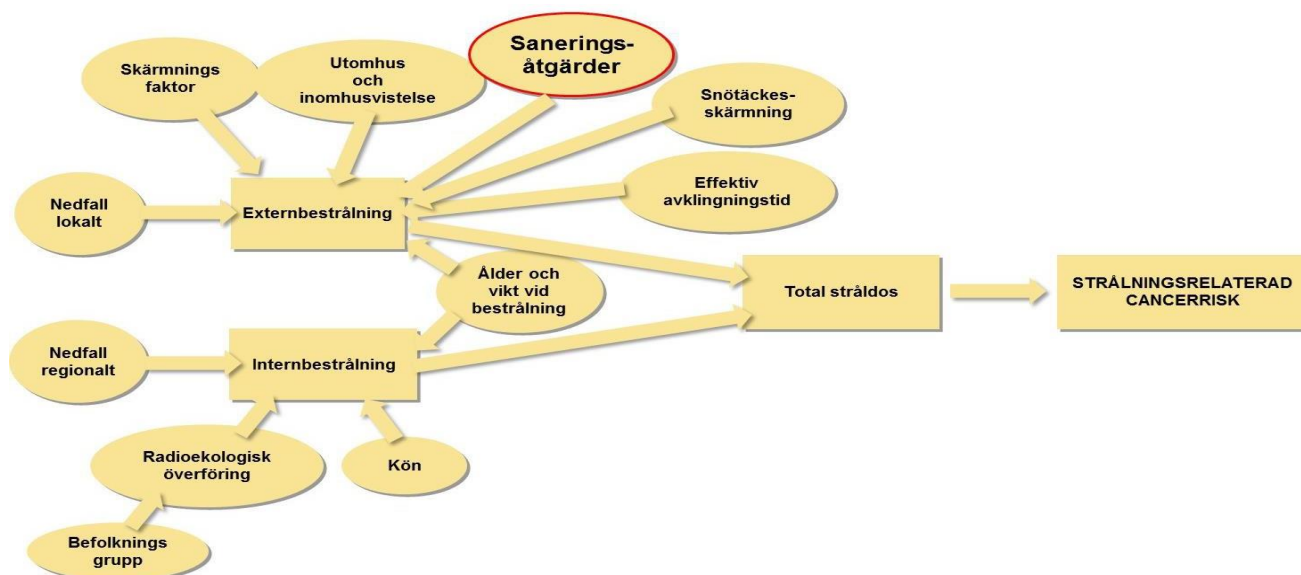 Sanerings-
åtgärder
Skärmnings
faktor
Utomhus
och
inomhusvistelse
Snötäckes-
skärmning
Effektiv
avklingningstid
Nedfall
lokalt
Externbestrålning
Ålder och
vikt vid
bestrålning
Total stråldos
STRÅLNINGSRELATERAD
CANCERRISK
Nedfall
regionalt
Internbestrålning
Radioekologisk
överföring
Kön
Befolknings
grupp